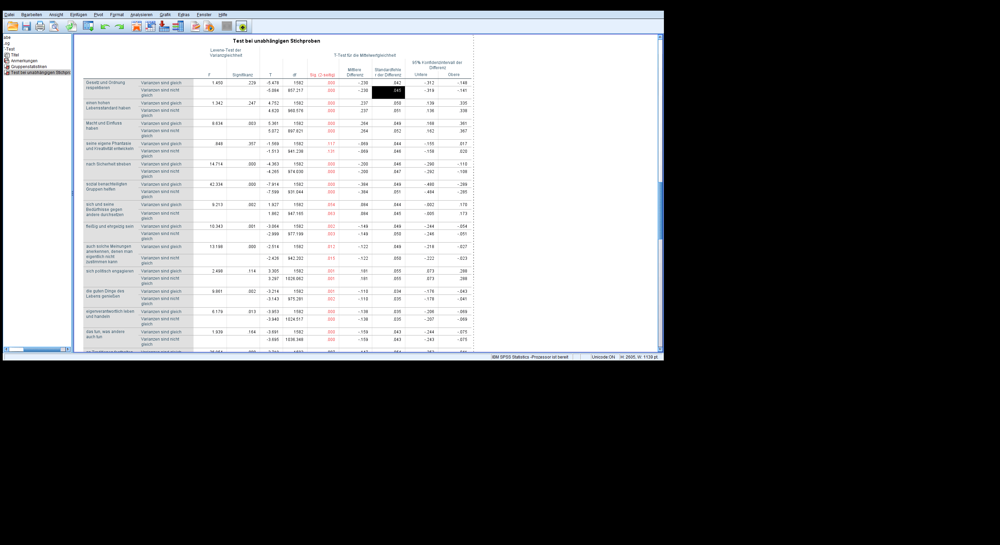 Datei Bearbeiten Ansicht Einfügen Pivot Format Analysieren Grafik Extras Fenster Hilfe
abe
Log
T-Test
Titel
Anmerkungen
Gruppenstatistiken
Test bei unabhängigen Stichpro
Test bei unabhängigen Stichproben
Levene-Test der
Varianzgleichheit
T-Test für die Mittelwertgleichheit
95% Konfidenzintervall der
Differenz
F Signifikanz T df Sig. (2-seitig) Mittlere Differenz Standardfehle r der Differenz Untere Obere
Gesetz und Ordnung respektieren Varianzen sind gleich 1.450 .229 -5.478 1582 .000 -.230 .042 -.312 -.148
Varianzen sind nicht gleich -5.084 857.217 .000 -.230 .045 -.319 -.141
einen hohen Lebensstandard haben Varianzen sind gleich 1.342 .247 4.752 1582 .000 .237 .050 .139 .335
Varianzen sind nicht gleich 4.620 960.576 .000 .237 .051 .136 .338
Macht und Einfluss haben Varianzen sind gleich 8.634 .003 5.361 1582 .000 .264 .049 .168 .361
Varianzen sind nicht gleich 5.072 897.821 .000 .264 .052 .162 .367
seine eigene Phantasie und Kreativität entwickeln Varianzen sind gleich .848 .357 -1.569 1582 .117 -.069 .044 -.155 .017
Varianzen sind nicht gleich -1.513 941.238 .131 -.069 .046 -.158 .020
nach Sicherheit streben Varianzen sind gleich 14.714 .000 -4.363 1582 .000 -.200 .046 -.290 -.110
Varianzen sind nicht gleich -4.265 974.030 .000 -.200 .047 -.292 -.108
sozial benachteiligten Gruppen helfen Varianzen sind gleich 42.334 .000 -7.914 1582 .000 -.384 .049 -.480 -.289
Varianzen sind nicht gleich -7.599 931.044 .000 -.384 .051 -.484 -.285
sich und seine Bedürfnisse gegen andere durchsetzen Varianzen sind gleich 9.213 .002 1.927 1582 .054 .084 .044 -.002 .170
Varianzen sind nicht gleich 1.862 947.165 .063 .084 .045 -.005 .173
fleißig und ehrgeizig sein Varianzen sind gleich 10.343 .001 -3.064 1582 .002 -.149 .049 -.244 -.054
Varianzen sind nicht gleich -2.999 977.199 .003 -.149 .050 -.246 -.051
auch solche Meinungen anerkennen, denen man eigentlich nicht zustimmen kann Varianzen sind gleich 13.198 .000 -2.514 1582 .012 -.122 .049 -.218 -.027
Varianzen sind nicht gleich -2.426 942.202 .015 -.122 .050 -.222 -.023
sich politisch engagieren Varianzen sind gleich 2.498 .114 3.305 1582 .001 .181 .055 .073 .288
Varianzen sind nicht gleich 3.297 1026.062 .001 .181 .055 .073 .288
die guten Dinge des Lebens genießen Varianzen sind gleich 9.861 .002 -3.214 1582 .001 -.110 .034 -.176 -.043
Varianzen sind nicht gleich -3.143 975.281 .002 -.110 .035 -.178 -.041
eigenverantwortlich leben und handeln Varianzen sind gleich 6.179 .013 -3.953 1582 .000 -.138 .035 -.206 -.069
Varianzen sind nicht gleich -3.940 1024.517 .000 -.138 .035 -.207 -.069
das tun, was andere auch tun Varianzen sind gleich 1.939 .164 -3.691 1582 .000 -.159 .043 -.244 -.075
Varianzen sind nicht gleich -3.695 1036.348 .000 -.159 .043 -.243 -.075
an Traditionen festhalten Varianzen sind gleich
IBM SPSS Statistics -Prozessor ist bereit Unicode:ON H: 2605, W: 1139 pt.